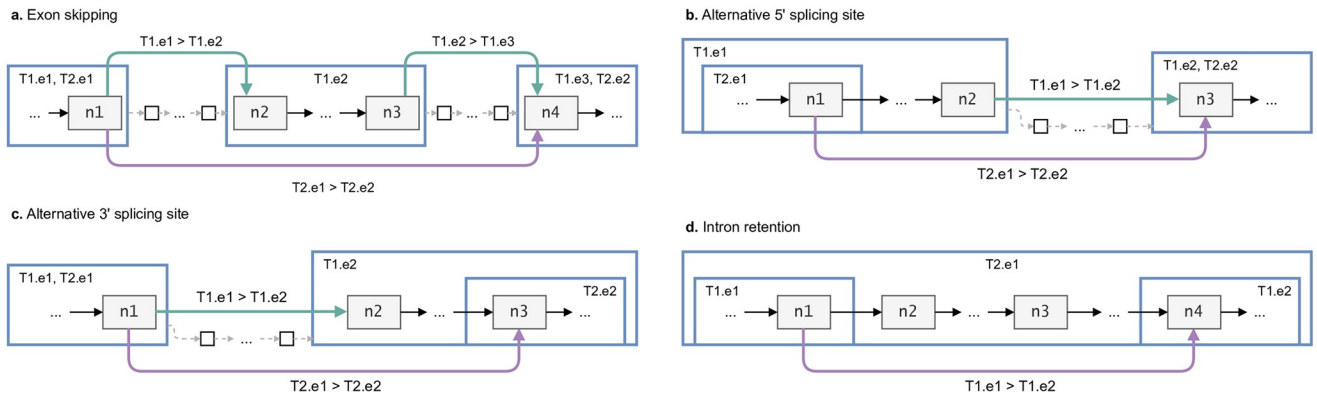 a. Exon skipping
T1.e1 > T1.e2
T1.e2 > T1.e3
T1.e1, T2.e1
T1.e2
T1.e3, T2.e2
... n1 ... n2 ... n3 ... n4 ...
T2.e1 > T2.e2
b. Alternative 5' splicing site
T1.e1
T2.e1
T1.e2, T2.e2
T1.e1 > T1.e2
... n1 ... n2 n3 ...
...
T2.e1 > T2.e2
c. Alternative 3' splicing site
T1.e1, T2.e1
T1.e2
T2.e2
T1.e1 > T1.e2
... n1 n2 ... n3 ...
...
T2.e1 > T2.e2
d. Intron retention
T2.e1
T1.e1
T1.e2
... n1 n2 ... n3 ... n4 ...
T1.e1 > T1.e2